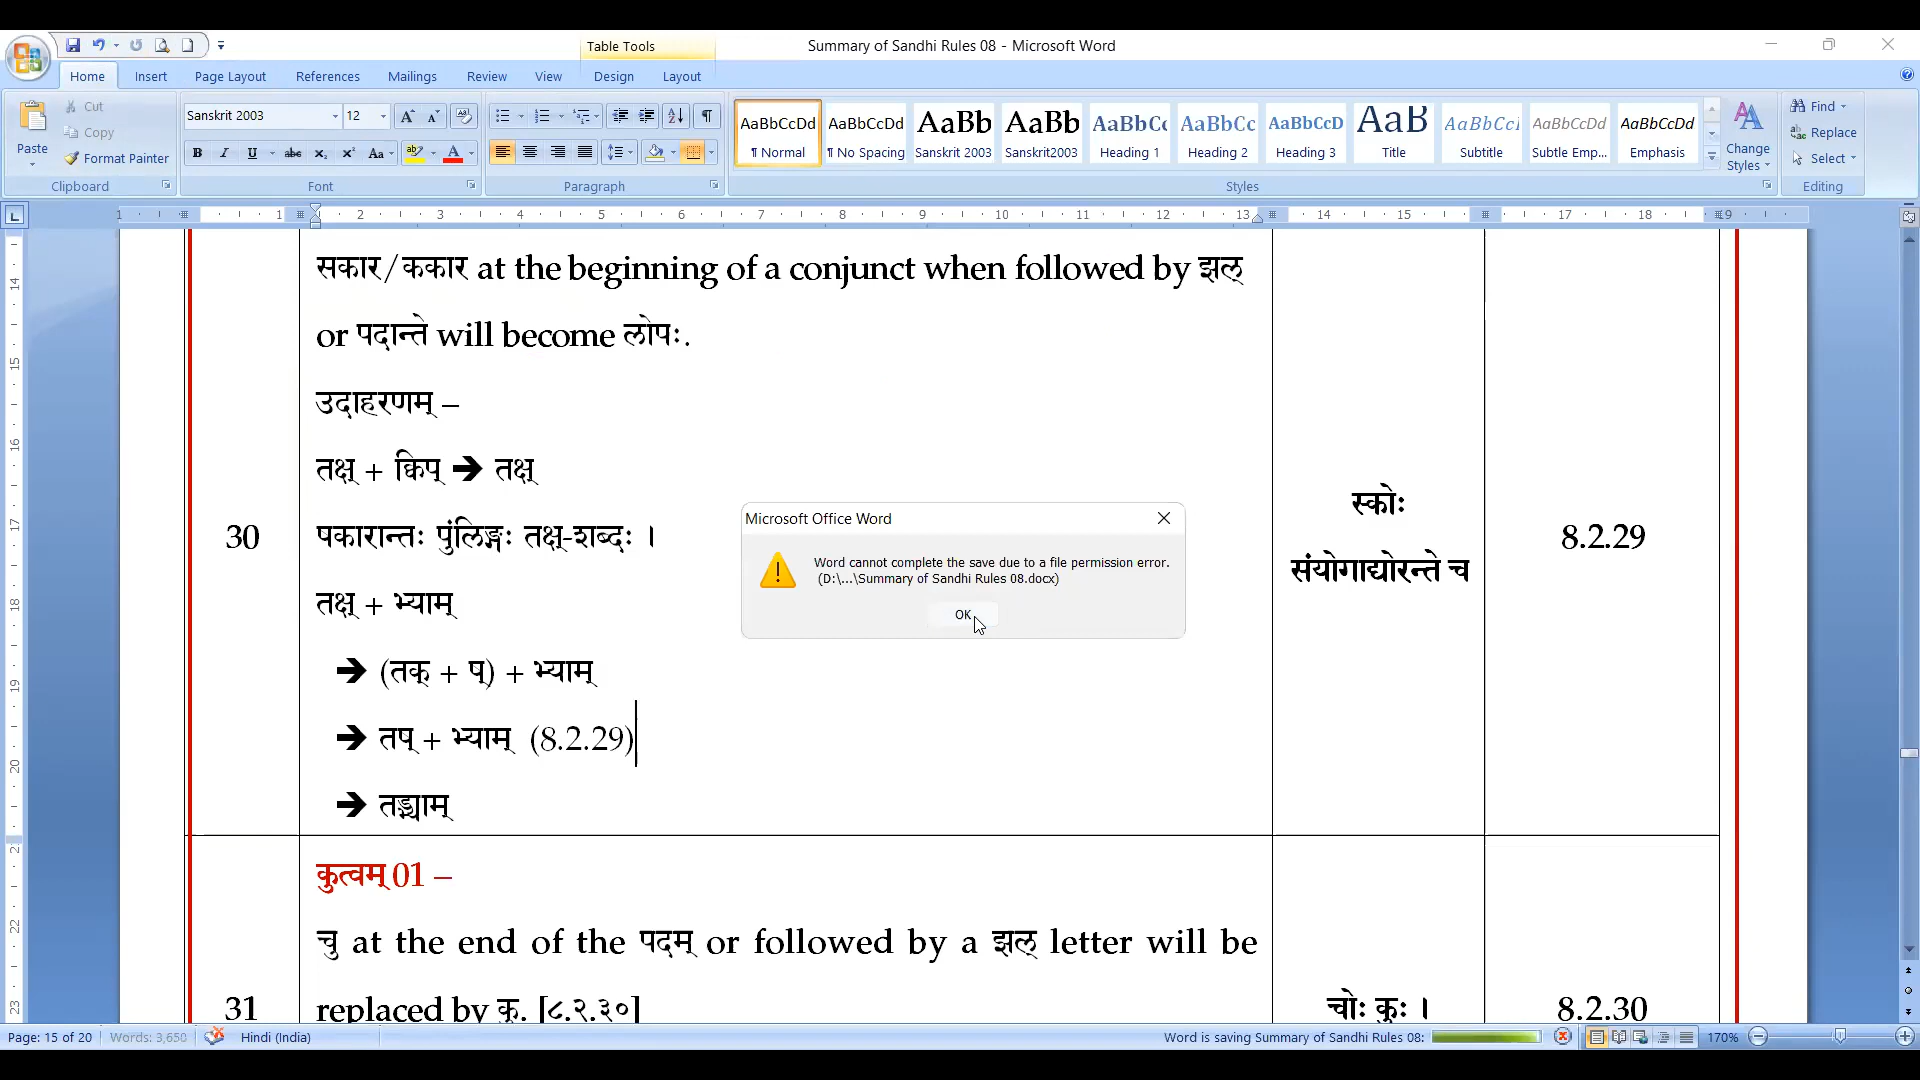 Summary of Sandhi Rules 08 - Microsoft Word
Table Tools
Home Insert Page Layout References Mailings Review View Design Layout
Paste
Cut
Copy
Format Painter
Clipboard
Sanskrit 2003 12
Font
Paragraph
AaBbCcDd AaBbCcDd AaBb AaBb AaBbCc AaBbCc AaBbCcD AaB AaBbCcI AaBbCcDd AaBbCcDd
¶ Normal ¶ No Spacing Sanskrit 2003 Sanskrit2003 Heading 1 Heading 2 Heading 3 Title Subtitle Subtle Emp... Emphasis
Change Styles
Styles
Find
Replace
Select
Editing
सकार/ककार at the beginning of a conjunct when followed by झल्
or पदान्ते will become लोपः.
उदाहरणम् –
तक्ष् + क्विप् ➔ तक्ष्
षकारान्तः पुंलिङ्गः तक्ष्-शब्दः ।
तक्ष् + भ्याम्
➔ (तक् + ष्) + भ्याम्
➔ तष् + भ्याम् (8.2.29)
➔ तड्भ्याम्
30
स्कोः
संयोगाद्योरन्ते च
8.2.29
Microsoft Office Word
Word cannot complete the save due to a file permission error.
(D:\...\Summary of Sandhi Rules 08.docx)
OK
कुत्वम् 01 –
चु at the end of the पदम् or followed by a झल् letter will be
replaced by कु. [८.२.३०]
31
चोः कुः ।
8.2.30
Page: 15 of 20 Words: 3,650 Hindi (India) Word is saving Summary of Sandhi Rules 08: 170%